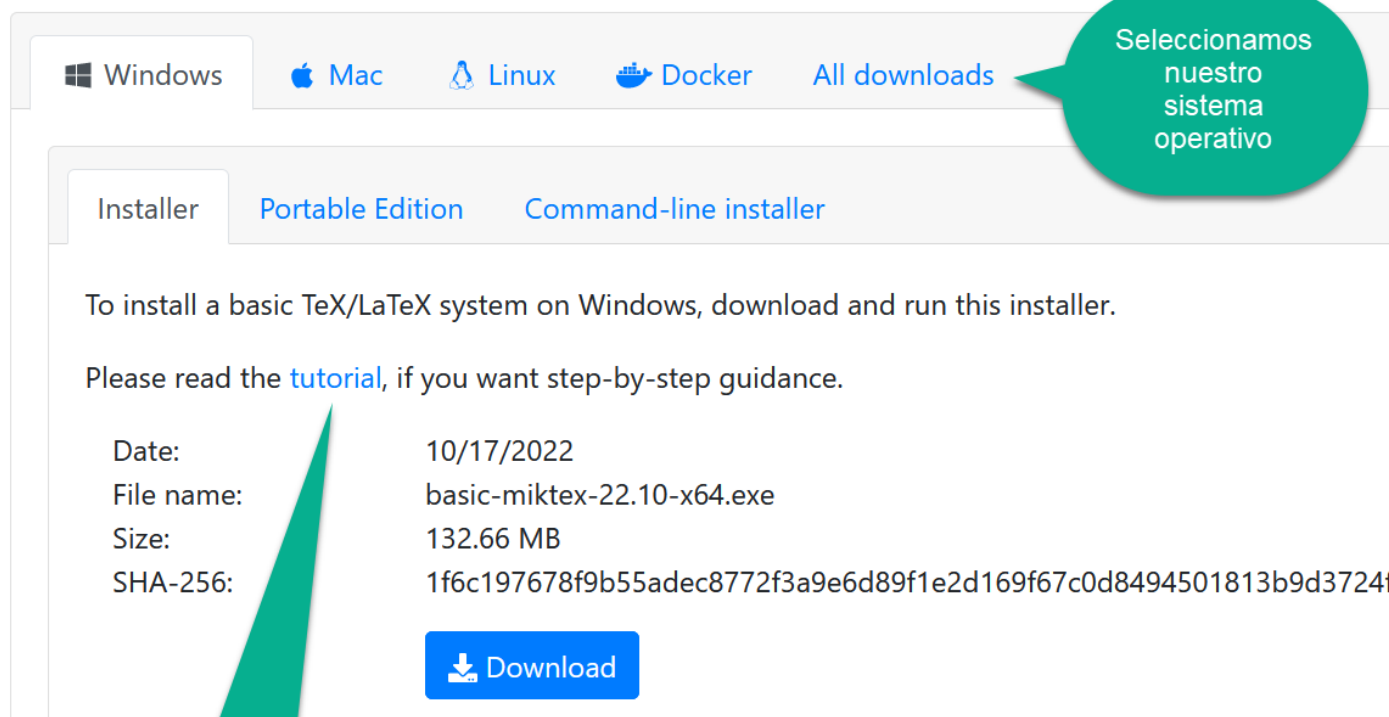 Windows Mac Linux Docker All downloads
Seleccionamos
nuestro
sistema
operativo
Installer Portable Edition Command-line installer
To install a basic TeX/LaTeX system on Windows, download and run this installer.
Please read the tutorial, if you want step-by-step guidance.
Date: 10/17/2022
File name: basic-miktex-22.10-x64.exe
Size: 132.66 MB
SHA-256: 1f6c197678f9b55adec8772f3a9e6d89f1e2d169f67c0d8494501813b9d3724f
Download